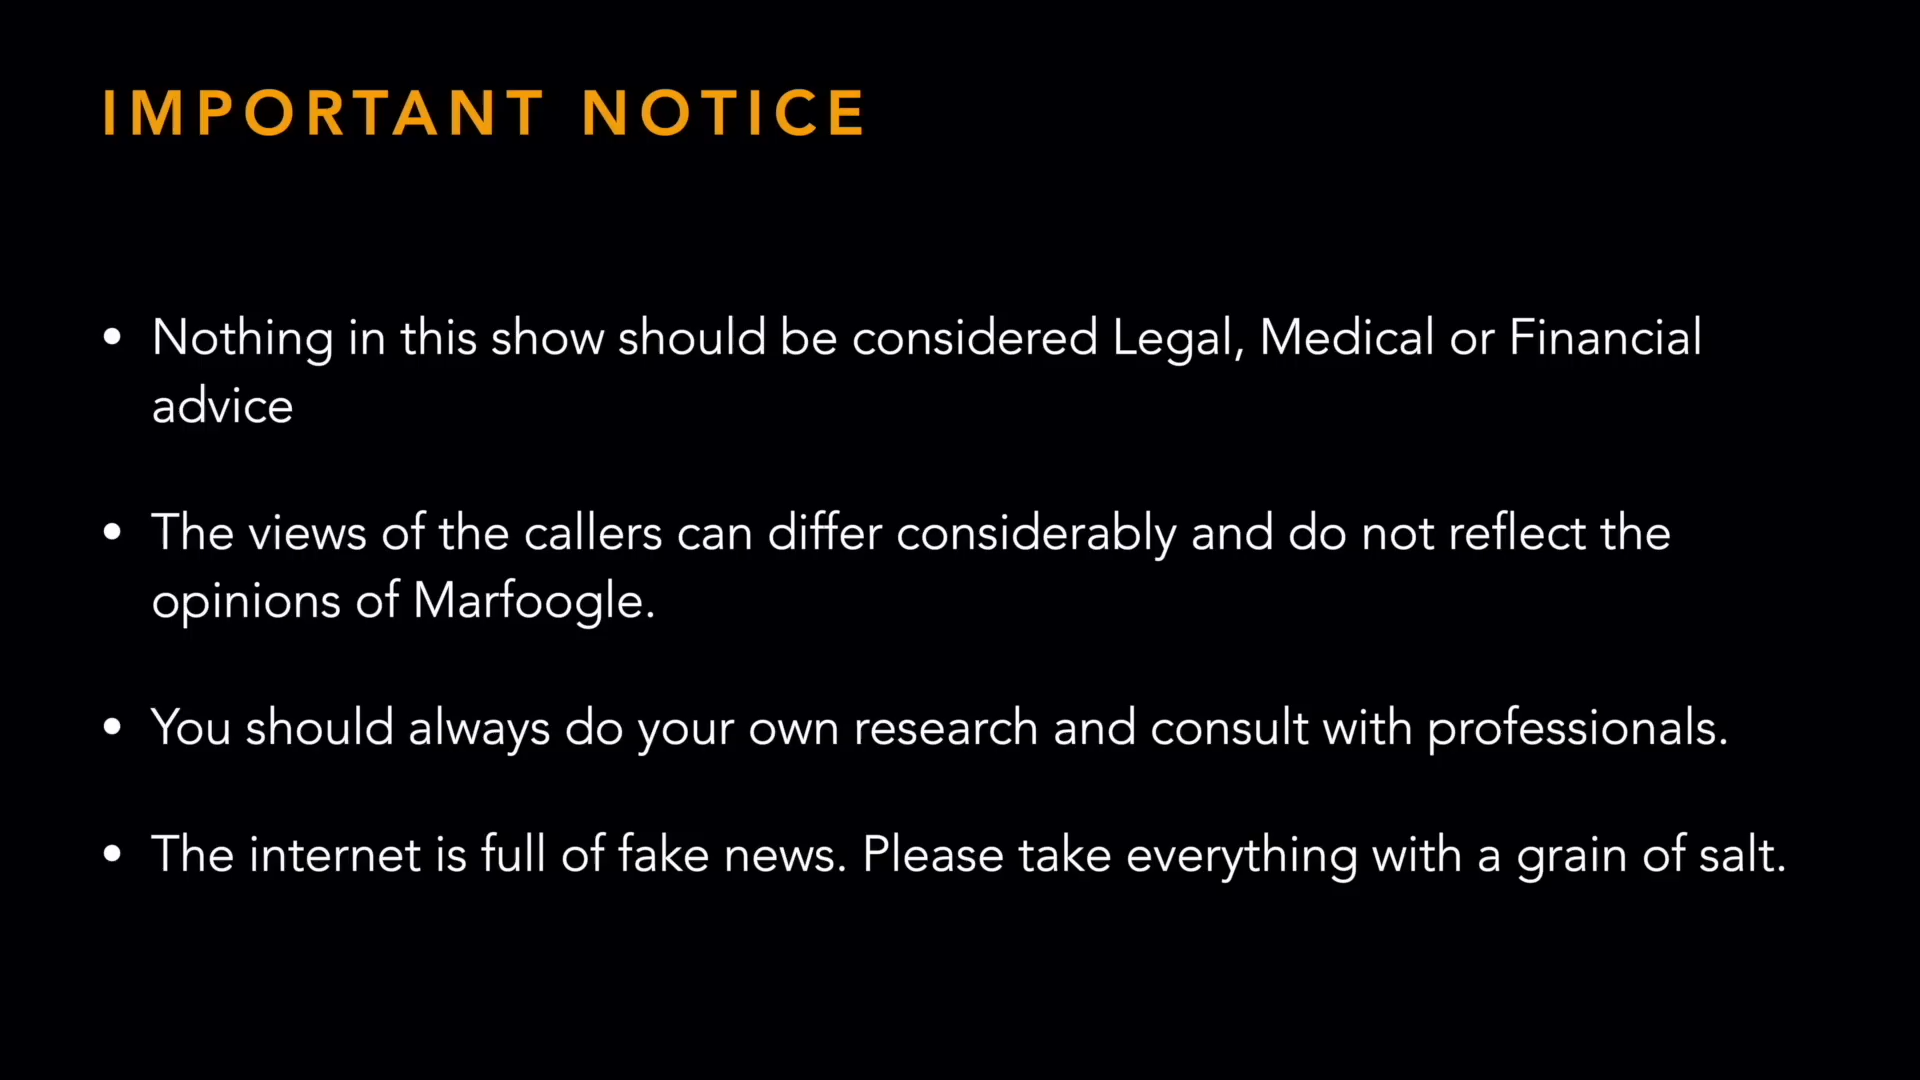 IMPORTANT NOTICE
• Nothing in this show should be considered Legal, Medical or Financial
advice
• The views of the callers can differ considerably and do not reflect the
opinions of Marfoogle.
• You should always do your own research and consult with professionals.
• The internet is full of fake news. Please take everything with a grain of salt.